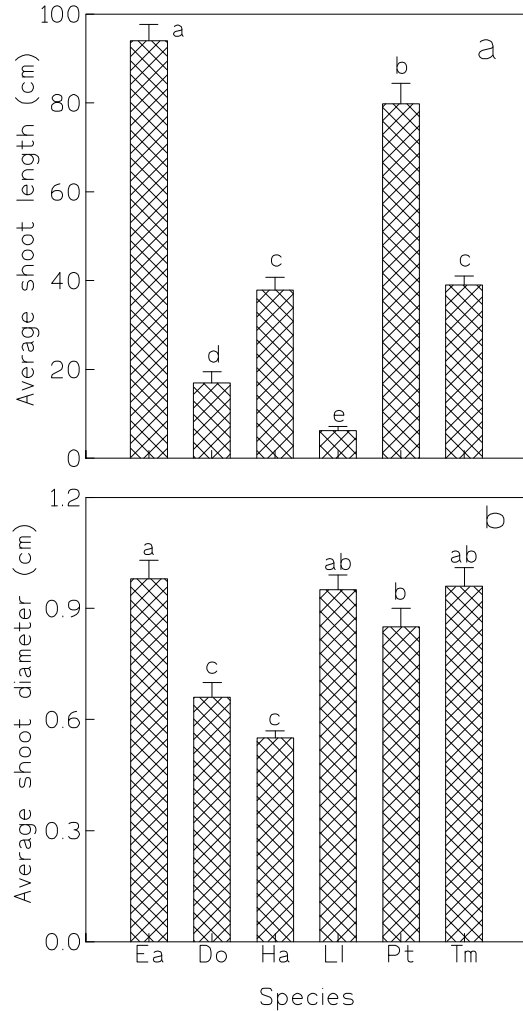 100
80
60
40
20
0
Average shoot length (cm)
a
a
d
c
e
b
c
1.2
0.9
0.6
0.3
0.0
Average shoot diameter (cm)
b
a
c
c
ab
b
ab
Ea Do Ha Ll Pt Tm
Species